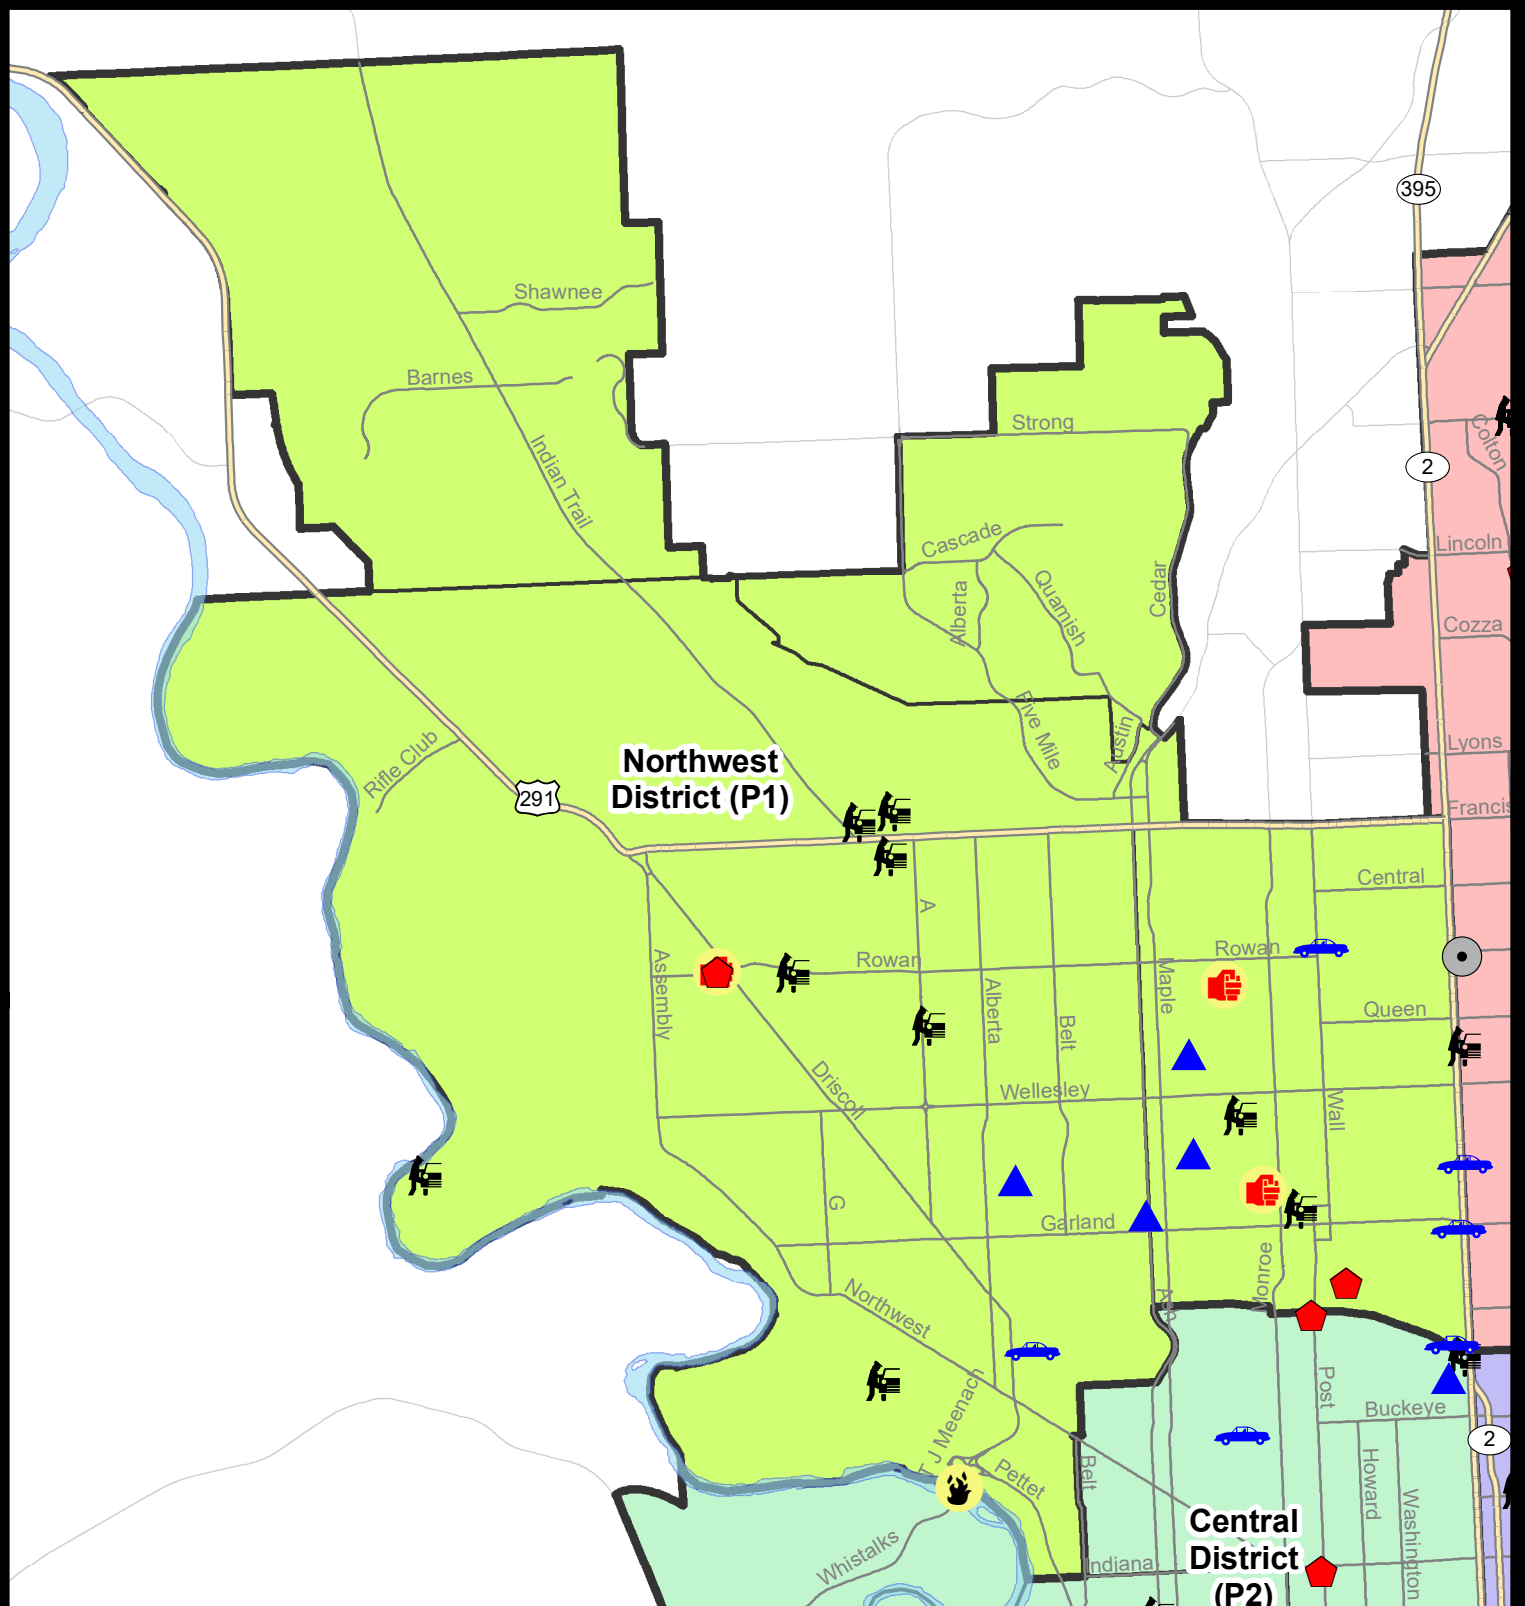 395
Shawnee
Barnes
Strong
Colton
Indian Trail
2
Cascade
Lincoln
Alberta
Quamish
Cedar
Cozza
Five Mile
Austin
Lyons
Rifle Club
Northwest
District (P1)
291
Francis
Central
A
Rowan
Rowan
Assembly
Maple
Alberta
Belt
Queen
Driscoll
Wellesley
Wall
G
Garland
Monroe
Northwest
Ash
Post
T J Meenach
Buckeye
2
Pettet
Belt
Howard
Washington
Central
District
(P2)
Whistalks
Indiana